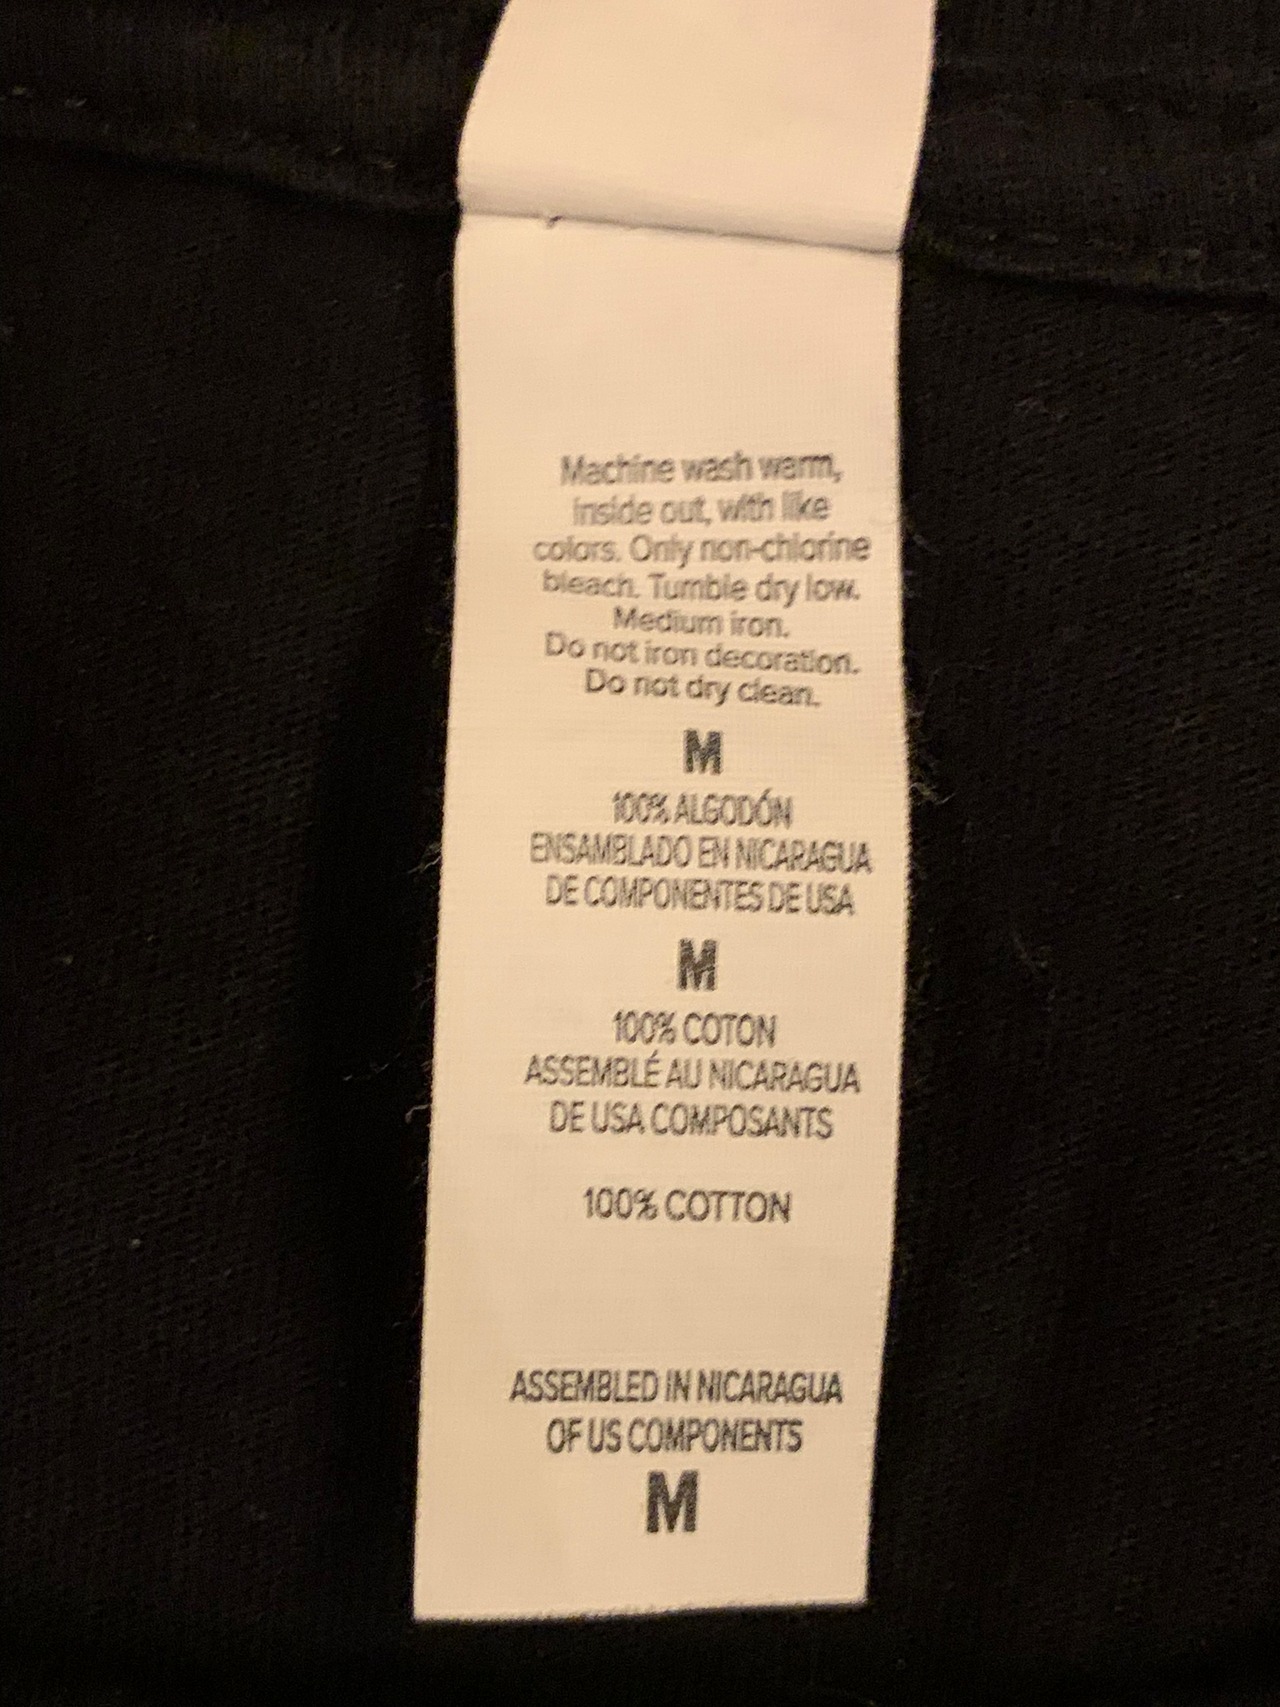 Machine wash warm,
inside out, with like
colors. Only non-chlorine
bleach. Tumble dry low.
Medium iron.
Do not iron decoration.
Do not dry clean.
M
100% ALGODÓN
ENSAMBLADO EN NICARAGUA
DE COMPONENTES DE USA
M
100% COTON
ASSEMBLÉ AU NICARAGUA
DE USA COMPOSANTS
100% COTTON
ASSEMBLED IN NICARAGUA
OF US COMPONENTS
M